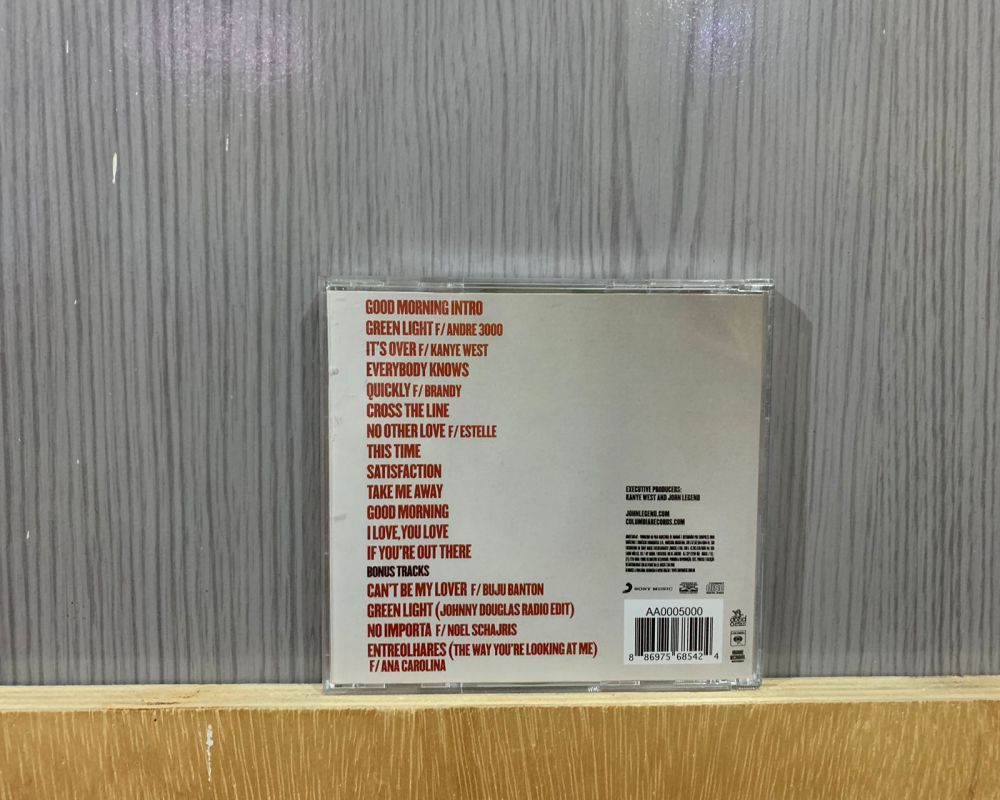 GOOD MORNING INTRO
GREEN LIGHT F/ ANDRE 3000
IT'S OVER F/ KANYE WEST
EVERYBODY KNOWS
QUICKLY F/ BRANDY
CROSS THE LINE
NO OTHER LOVE F/ ESTELLE
THIS TIME
SATISFACTION
TAKE ME AWAY
GOOD MORNING
I LOVE, YOU LOVE
IF YOU'RE OUT THERE
BONUS TRACKS
CAN'T BE MY LOVER F/ BUJU BANTON
GREEN LIGHT (JOHNNY DOUGLAS RADIO EDIT)
NO IMPORTA F/ NOEL SCHAJRIS
ENTREOLHARES (THE WAY YOU'RE LOOKING AT ME)
F/ ANA CAROLINA
EXECUTIVE PRODUCERS:
KANYE WEST AND JOHN LEGEND
JOHNLEGEND.COM
COLUMBIARECORDS.COM
SONY MUSIC
AA0005000
8 86975 68542 4